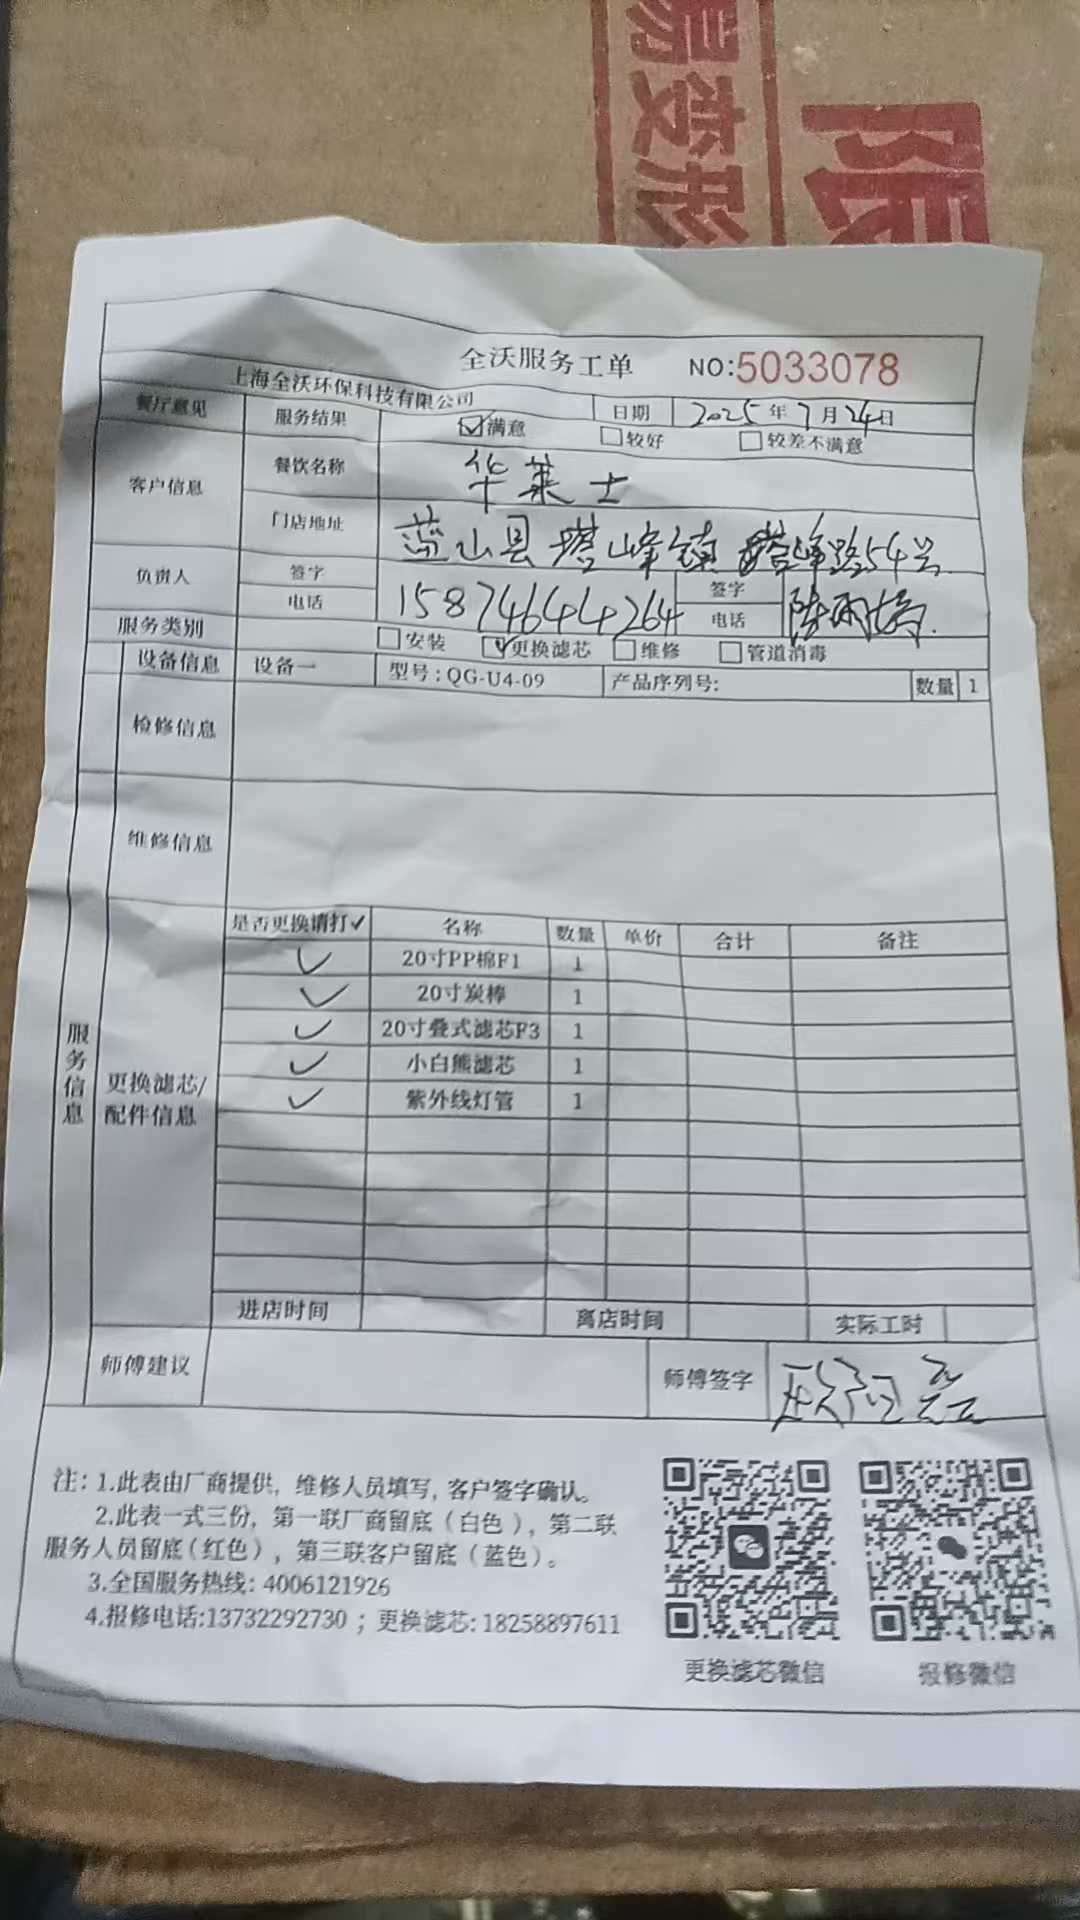 易变形
全沃服务工单 NO:5033078
上海全沃环保科技有限公司 日期 2025年7月24日
餐厅意见 服务结果 满意 较好 较差不满意
客户信息 餐饮名称 华莱士
门店地址 蓝山县塔峰镇塔峰路54号
负责人 签字 签字
电话 15874644264 电话 陈雨婷
服务类别 安装 更换滤芯 维修 管道消毒
设备信息 设备一 型号:QG-U4-09 产品序列号: 数量 1
检修信息
维修信息
服务信息
更换滤芯/配件信息
是否更换请打✓ 名称 数量 单价 合计 备注
✓ 20寸PP棉F1 1
✓ 20寸炭棒 1
✓ 20寸叠式滤芯F3 1
✓ 小白熊滤芯 1
✓ 紫外线灯管 1
进店时间 离店时间 实际工时
师傅建议 师傅签字
注: 1.此表由厂商提供，维修人员填写, 客户签字确认。
2.此表一式三份，第一联厂商留底（白色），第二联
服务人员留底(红色)，第三联客户留底（蓝色)。
3.全国服务热线: 4006121926
4.报修电话:13732292730 ；更换滤芯: 18258897611
更换滤芯微信 报修微信